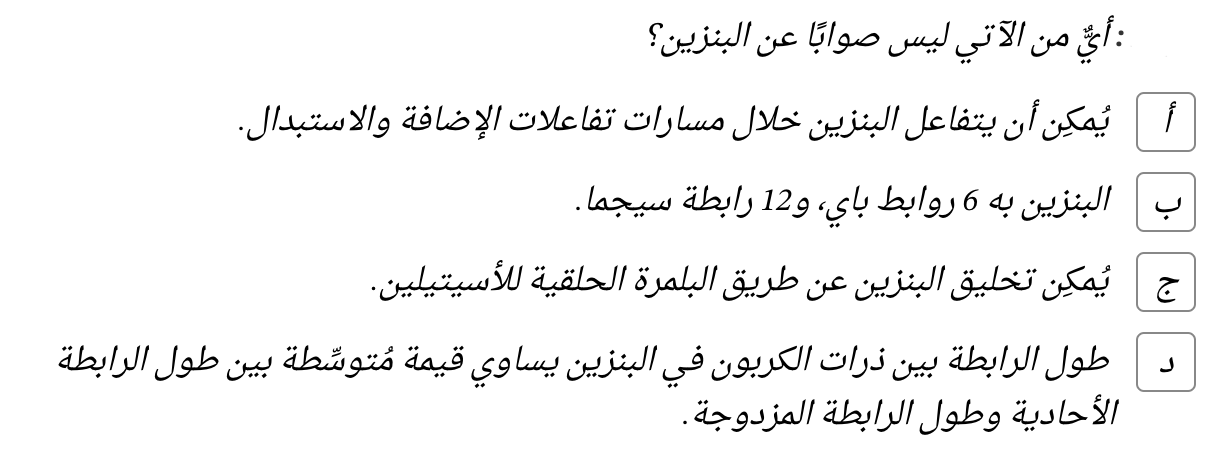 : أيٌّ من الآتي ليس صوابًا عن البنزين؟
أ يُمكِن أن يتفاعل البنزين خلال مسارات تفاعلات الإضافة والاستبدال.
ب البنزين به 6 روابط باي، و12 رابطة سيجما.
ج يُمكِن تخليق البنزين عن طريق البلمرة الحلقية للأسيتيلين.
د طول الرابطة بين ذرات الكربون في البنزين يساوي قيمة مُتوسِّطة بين طول الرابطة
الأحادية وطول الرابطة المزدوجة.